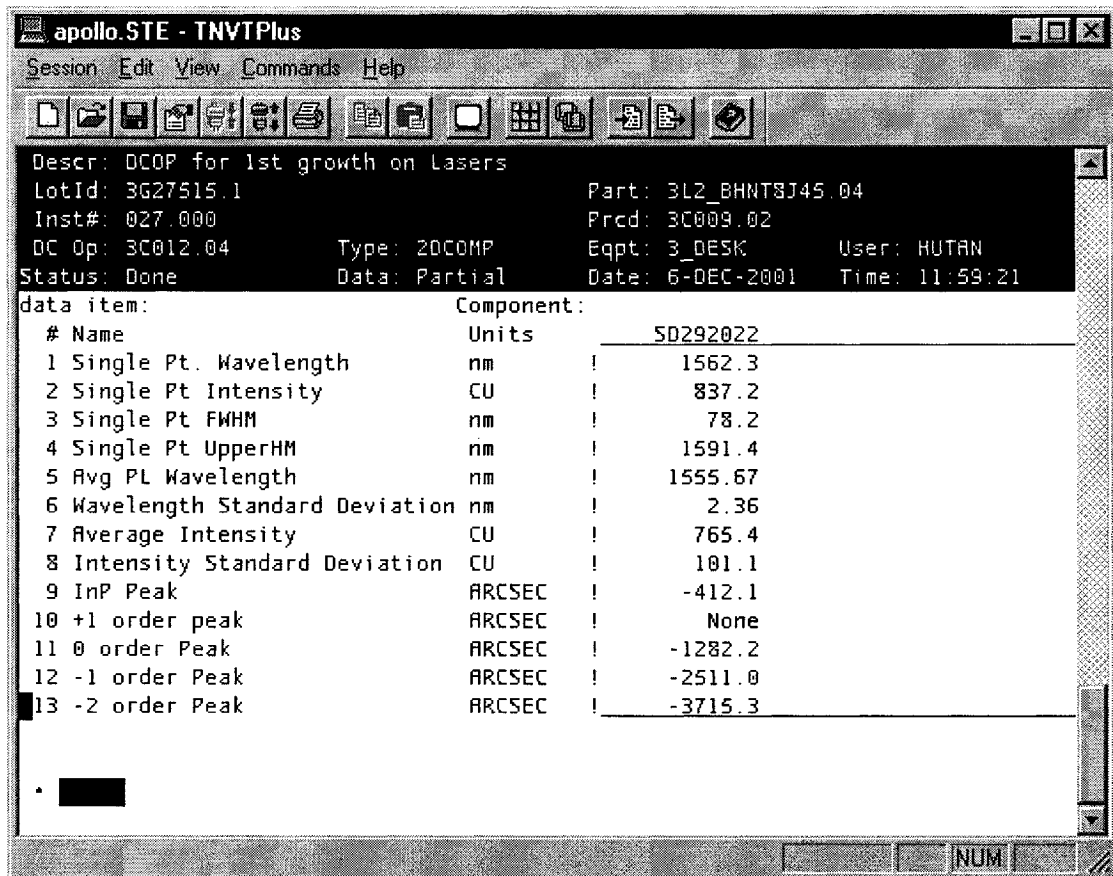 apollo.STE - TNVTPlus
Session Edit View Commands Help
Descr: DCOP for 1st growth on Lasers
LotId: 3G27515.1 Part: 3L2_BHNT8J45.04
Inst#: 027.000 Prcd: 3C009.02
DC Op: 3C012.04 Type: 2DCOMP Eqpt: 3_DESK User: HUTAN
Status: Done Data: Partial Date: 6-DEC-2001 Time: 11:59:21
data item: Component:
# Name Units SD292022
1 Single Pt. Wavelength nm ! 1562.3
2 Single Pt Intensity CU ! 837.2
3 Single Pt FWHM nm ! 78.2
4 Single Pt UpperHM nm ! 1591.4
5 Avg PL Wavelength nm ! 1555.67
6 Wavelength Standard Deviation nm ! 2.36
7 Average Intensity CU ! 765.4
8 Intensity Standard Deviation CU ! 101.1
9 InP Peak ARCSEC ! -412.1
10 +1 order peak ARCSEC ! None
11 0 order Peak ARCSEC ! -1282.2
12 -1 order Peak ARCSEC ! -2511.0
13 -2 order Peak ARCSEC ! -3715.3
NUM